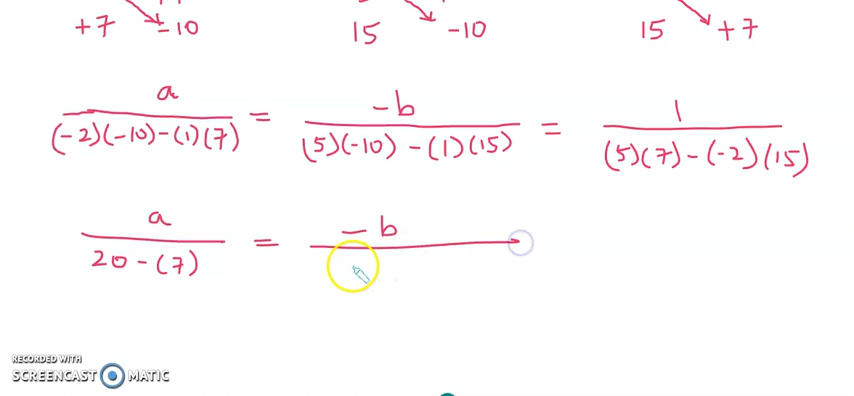 +7 -10 15 -10 15 +7
a -b 1
(-2)(-10)-(1)(7) = (5)(-10)-(1)(15) = (5)(7)-(-2)(15)
a -b
20-(7) =
RECORDED WITH
SCREENCAST MATIC